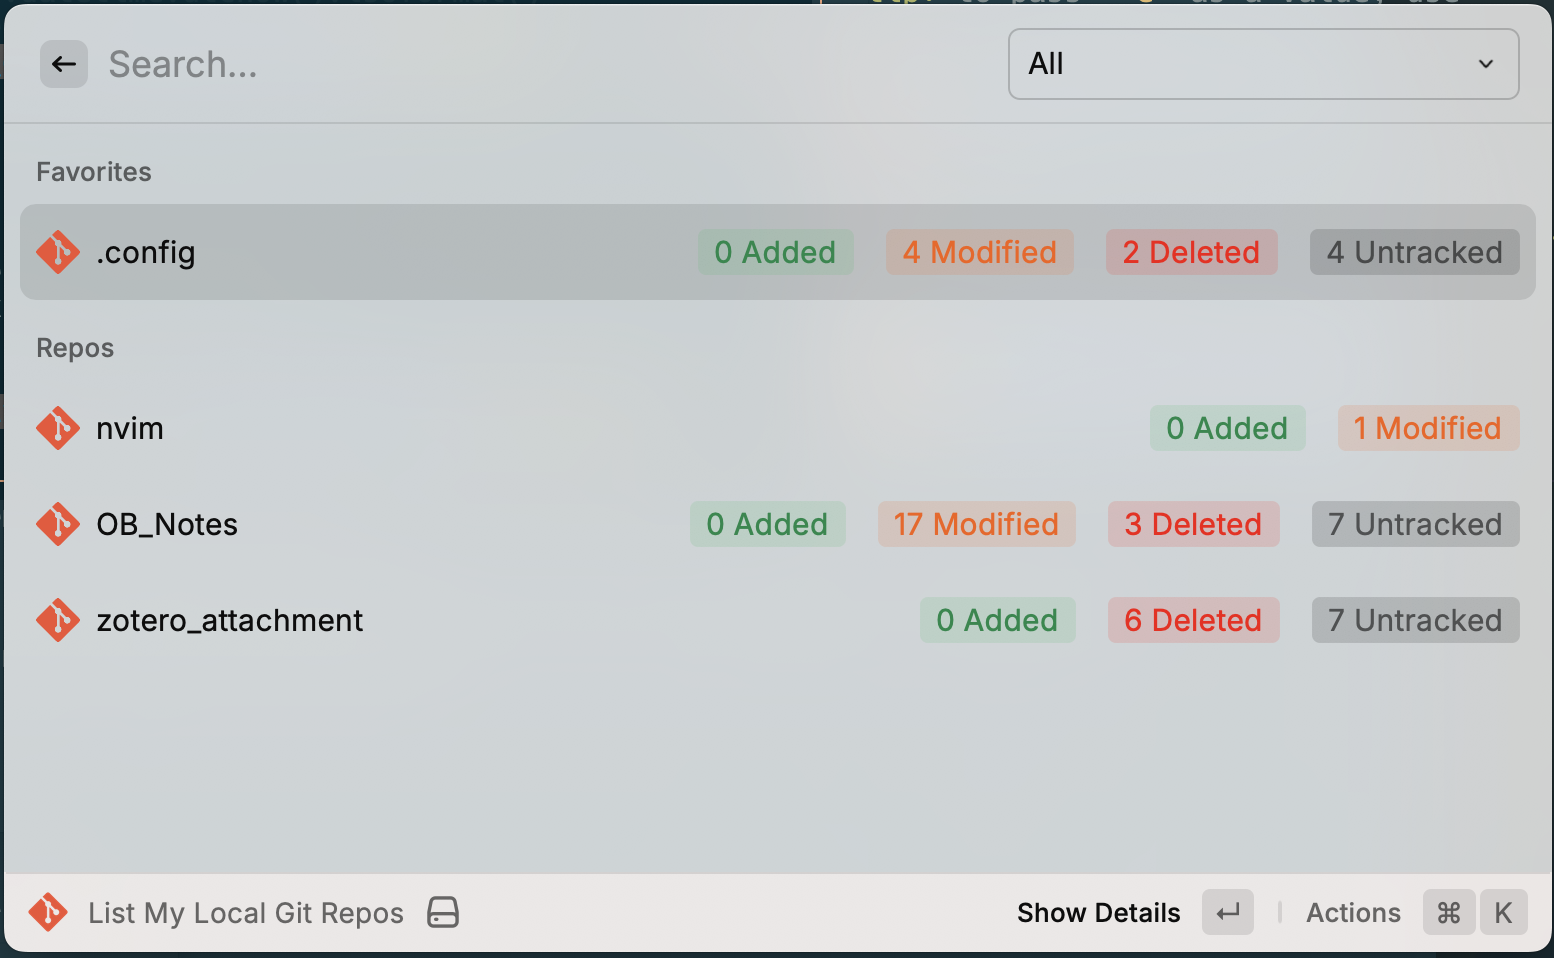 Search...
All
Favorites
.config 0 Added 4 Modified 2 Deleted 4 Untracked
Repos
nvim 0 Added 1 Modified
OB_Notes 0 Added 17 Modified 3 Deleted 7 Untracked
zotero_attachment 0 Added 6 Deleted 7 Untracked
List My Local Git Repos Show Details ↵ Actions ⌘ K